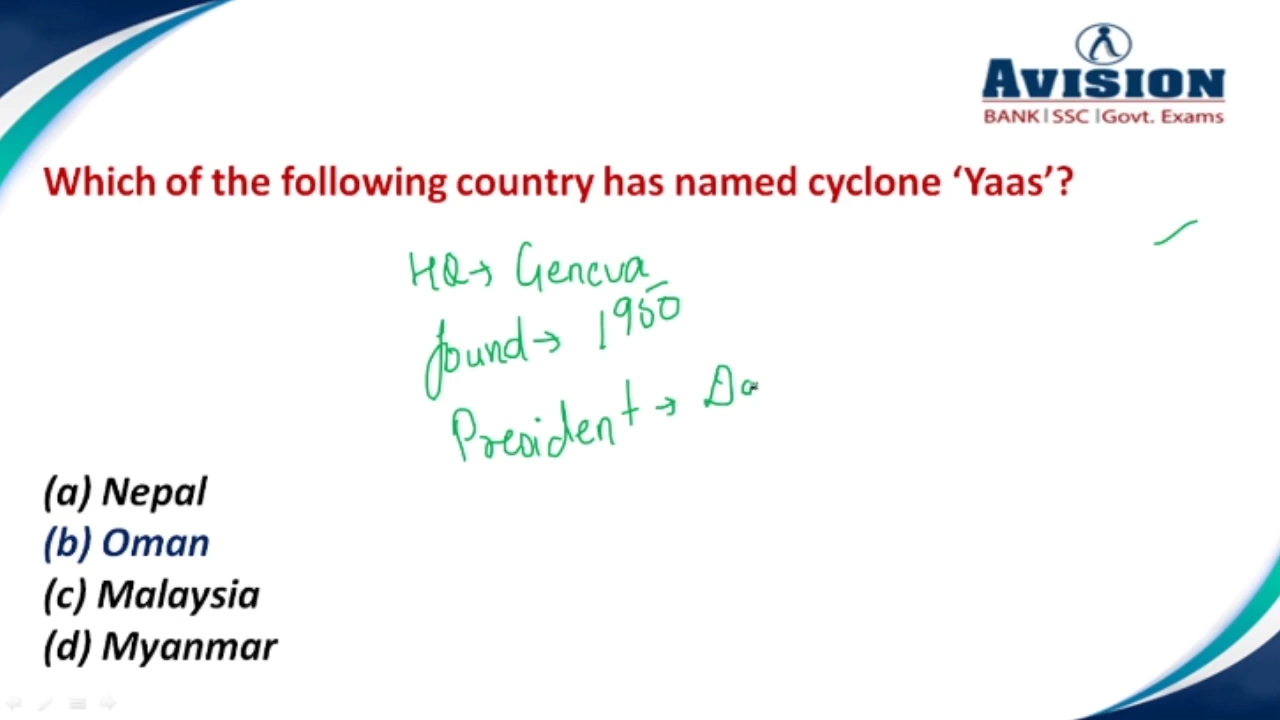 AVISION
BANK | SSC | Govt. Exams
Which of the following country has named cyclone ‘Yaas’?
HQ → Geneva
found → 1950
President → Da
(a) Nepal
(b) Oman
(c) Malaysia
(d) Myanmar